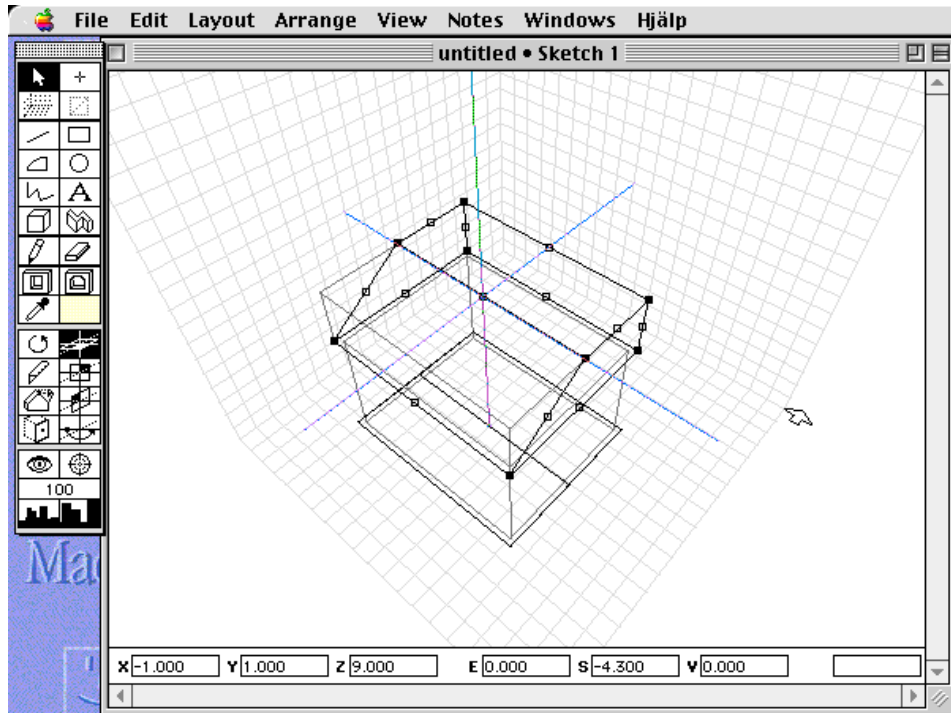 File Edit Layout Arrange View Notes Windows Hjälp
untitled • Sketch 1
A
100
Mac
X -1.000 Y 1.000 Z 9.000 E 0.000 S -4.300 V 0.000